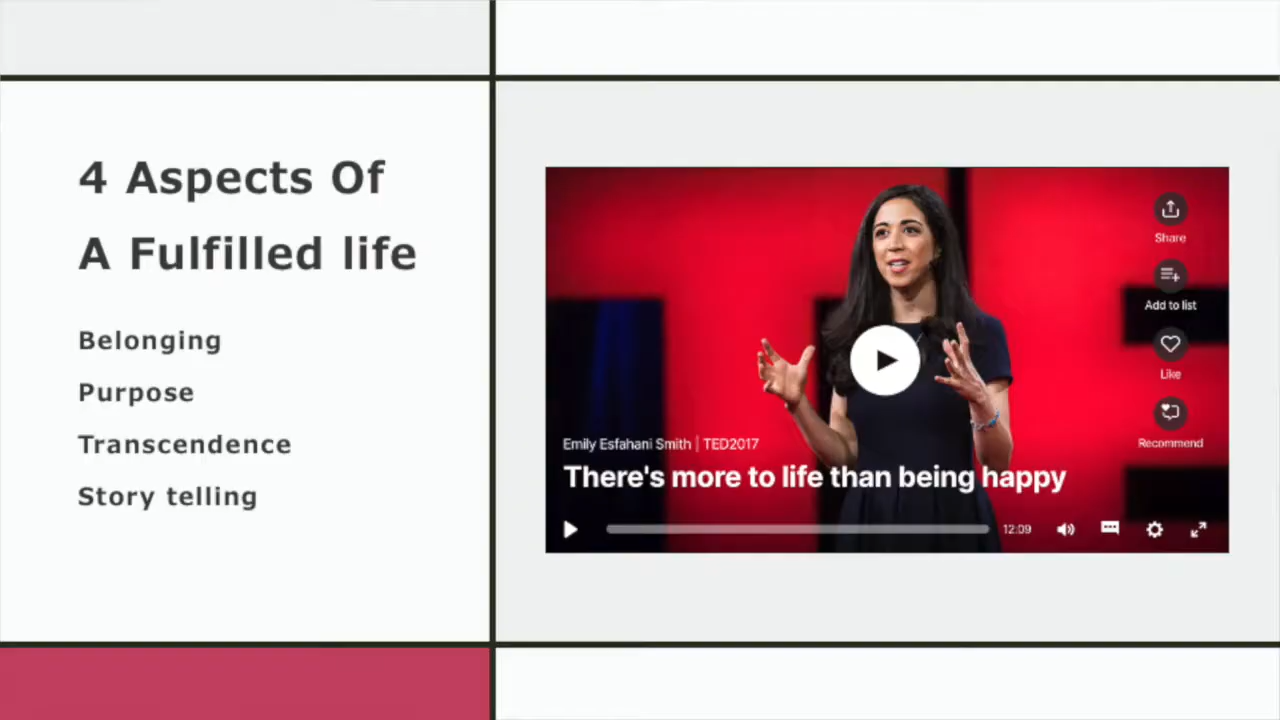 4 Aspects Of
A Fulfilled life
Belonging
Purpose
Transcendence
Story telling
Share
Add to list
Like
Recommend
Emily Esfahani Smith | TED2017
There's more to life than being happy
12:09